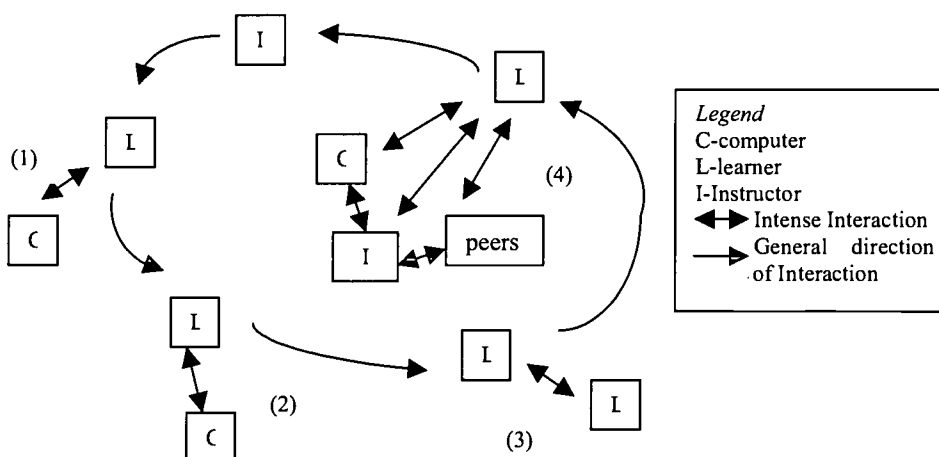 I
L
L
(1)
C
C
(4)
I
peers
L
L
L
C
(2)
(3)
Legend
C-computer
L-learner
I-Instructor
Intense Interaction
General direction
of Interaction